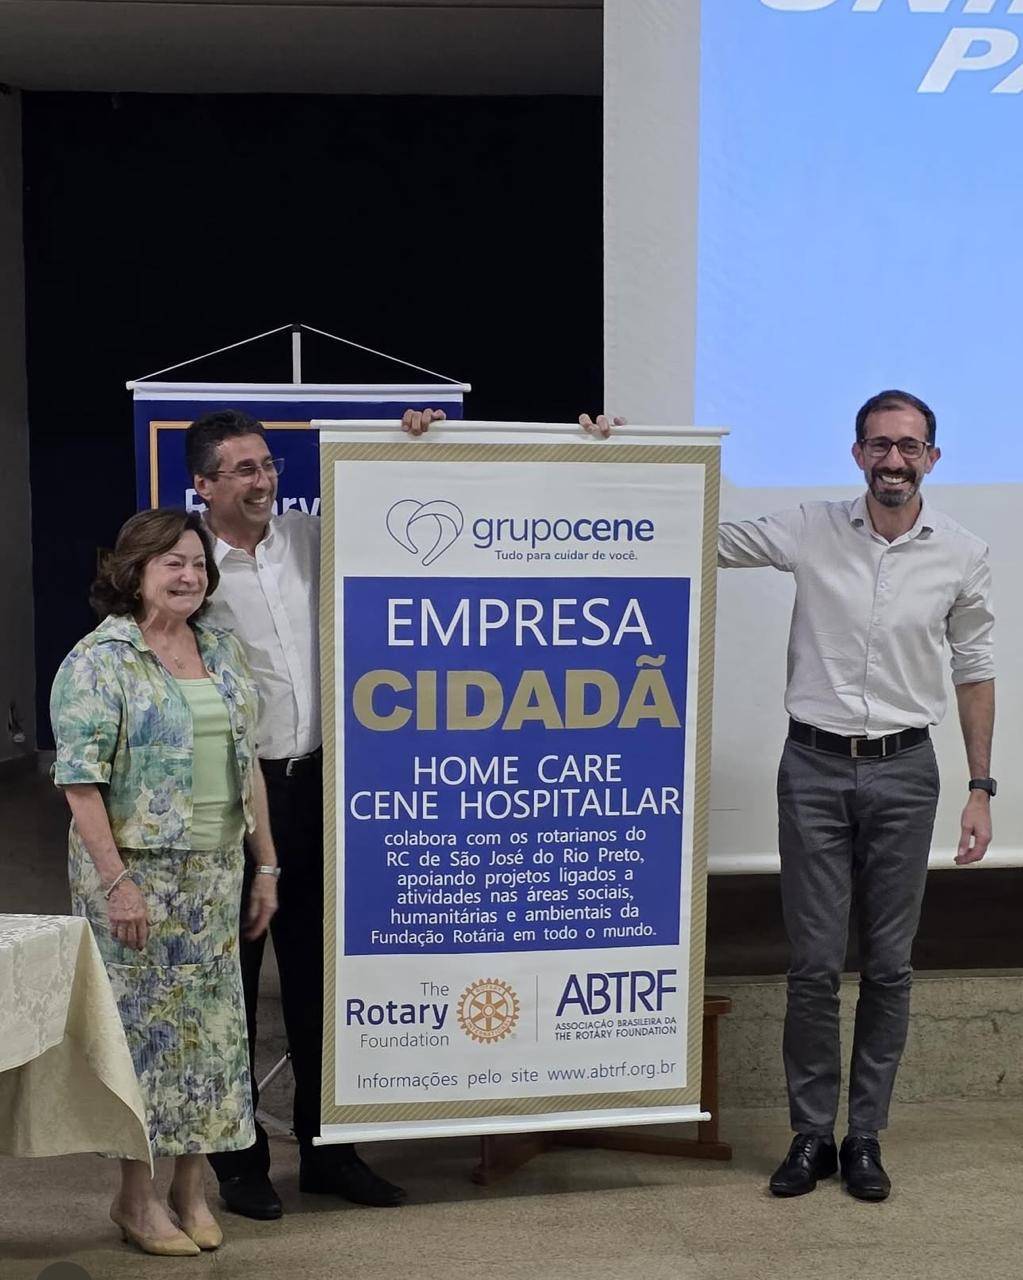 grupocene
Tudo para cuidar de você.
EMPRESA
CIDADÃ
HOME CARE
CENE HOSPITALLAR
colabora com os rotarianos do
RC de São José do Rio Preto,
apoiando projetos ligados a
atividades nas áreas sociais,
humanitárias e ambientais da
Fundação Rotária em todo o mundo.
The
Rotary
Foundation
ABTRF
ASSOCIAÇÃO BRASILEIRA DA
THE ROTARY FOUNDATION
Informações pelo site www.abtrf.org.br